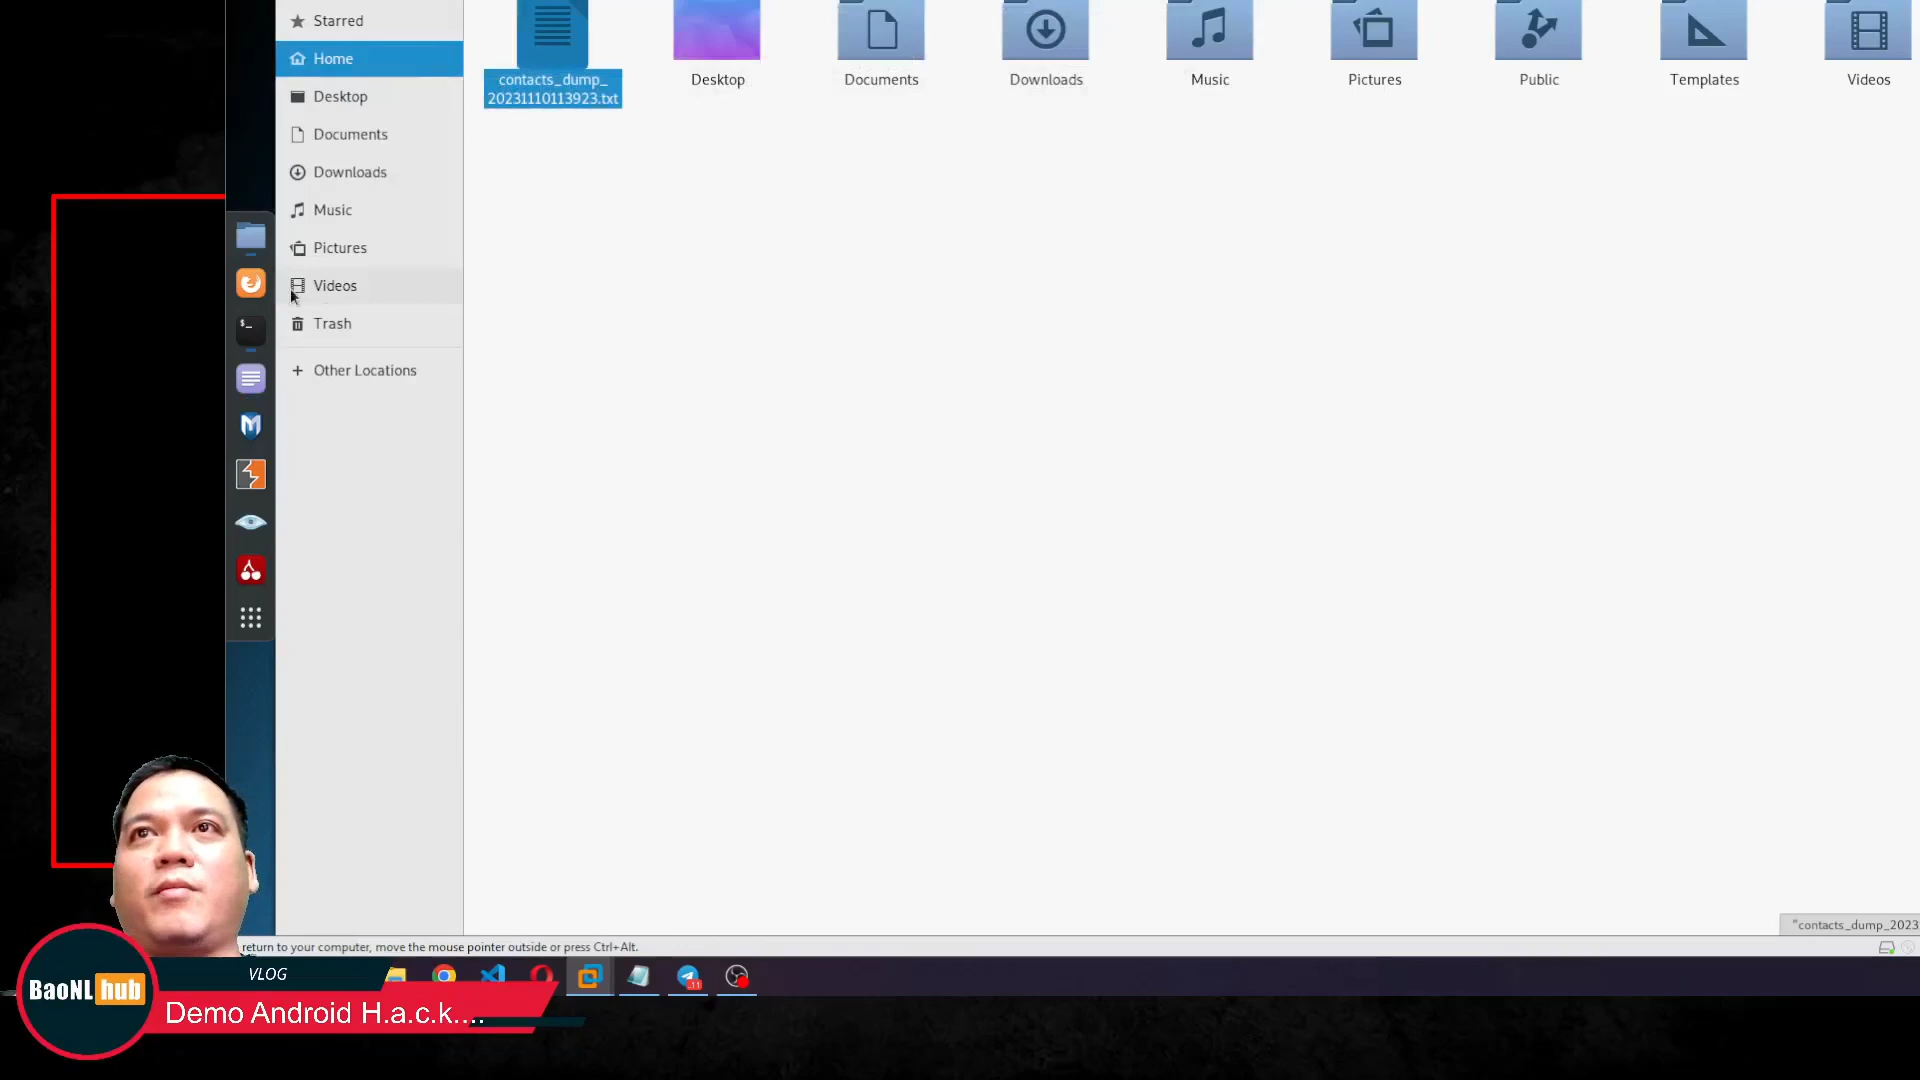 Starred
Home
contacts_dump_
20231110113923.txt
Desktop
Documents
Downloads
Music
Pictures
Public
Templates
Videos
Desktop
Documents
Downloads
Music
Pictures
Videos
Trash
+ Other Locations
"contacts_dump_2023
return to your computer, move the mouse pointer outside or press Ctrl+Alt.
VLOG
BaoNL hub
Demo Android H.a.c.k....
11